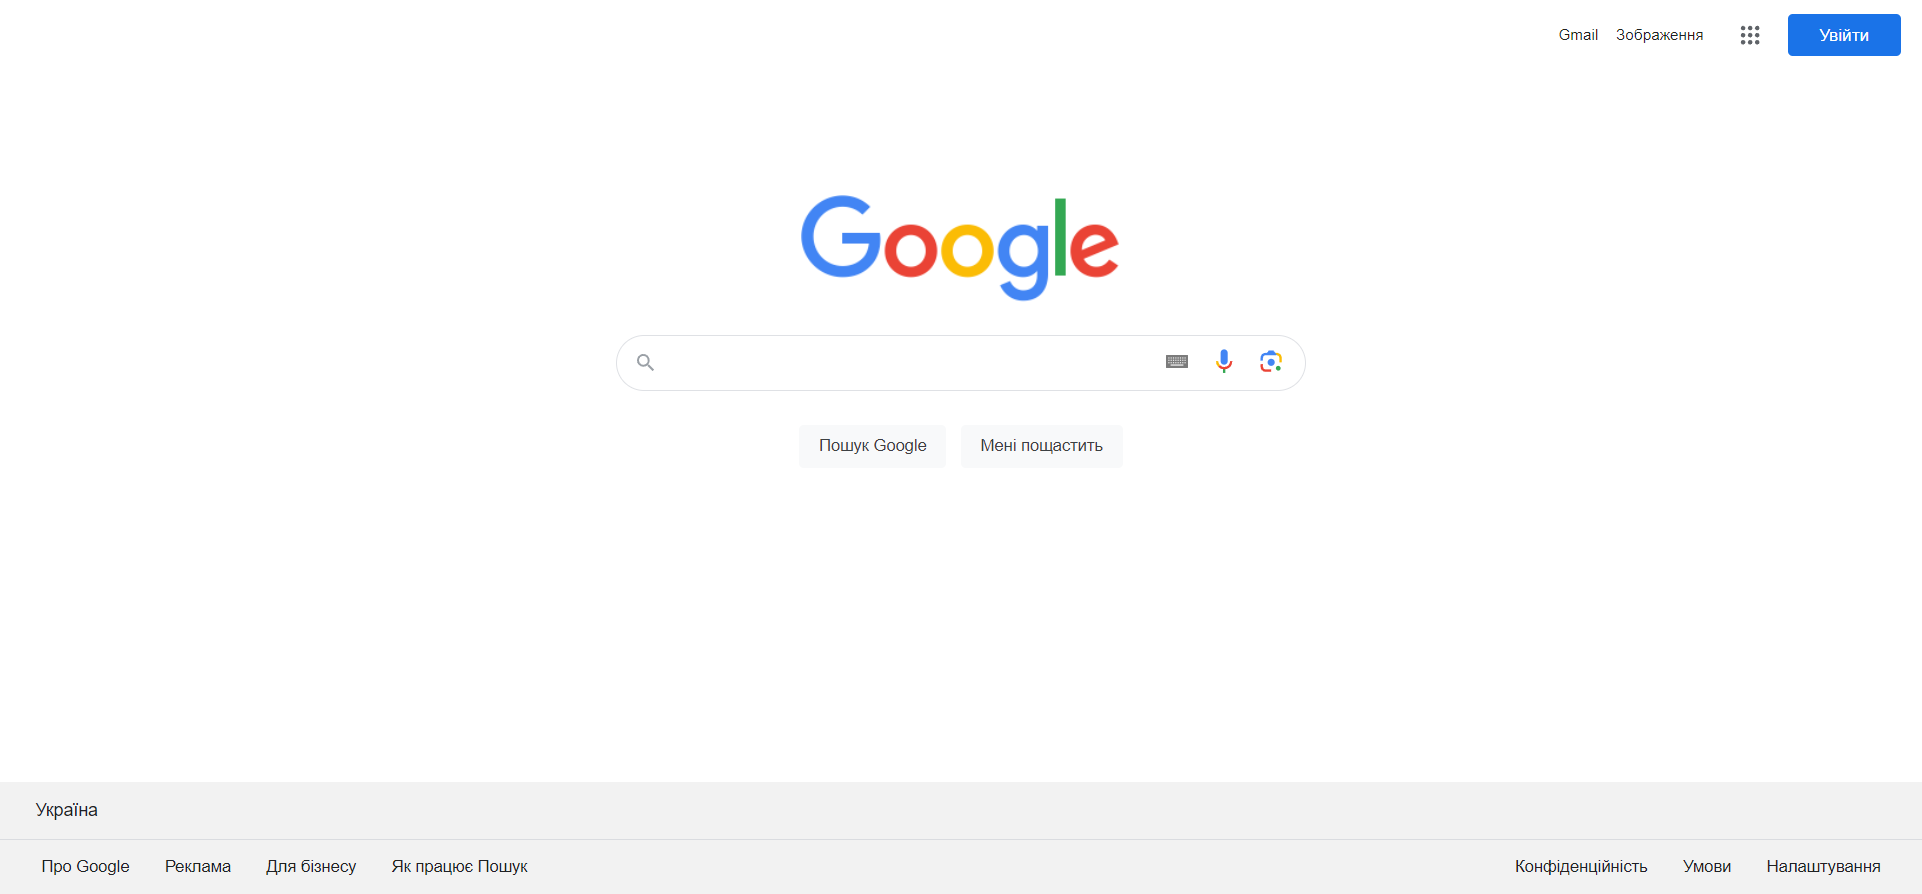 Gmail Зображення Увійти
Google
Пошук Google Мені пощастить
Україна
Про Google Реклама Для бізнесу Як працює Пошук Конфіденційність Умови Налаштування